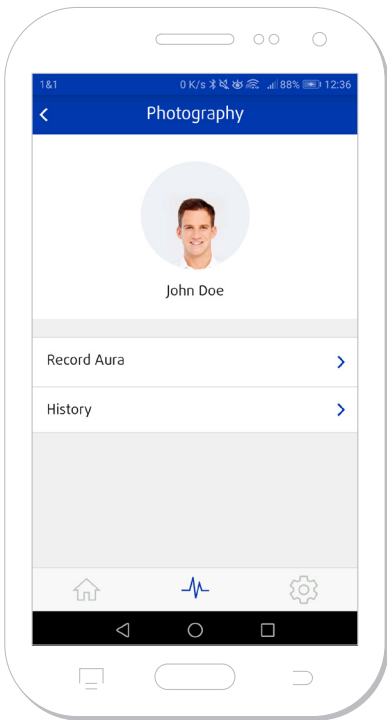 1&1 0 K/s 88% 12:36
Photography
John Doe
Record Aura
History